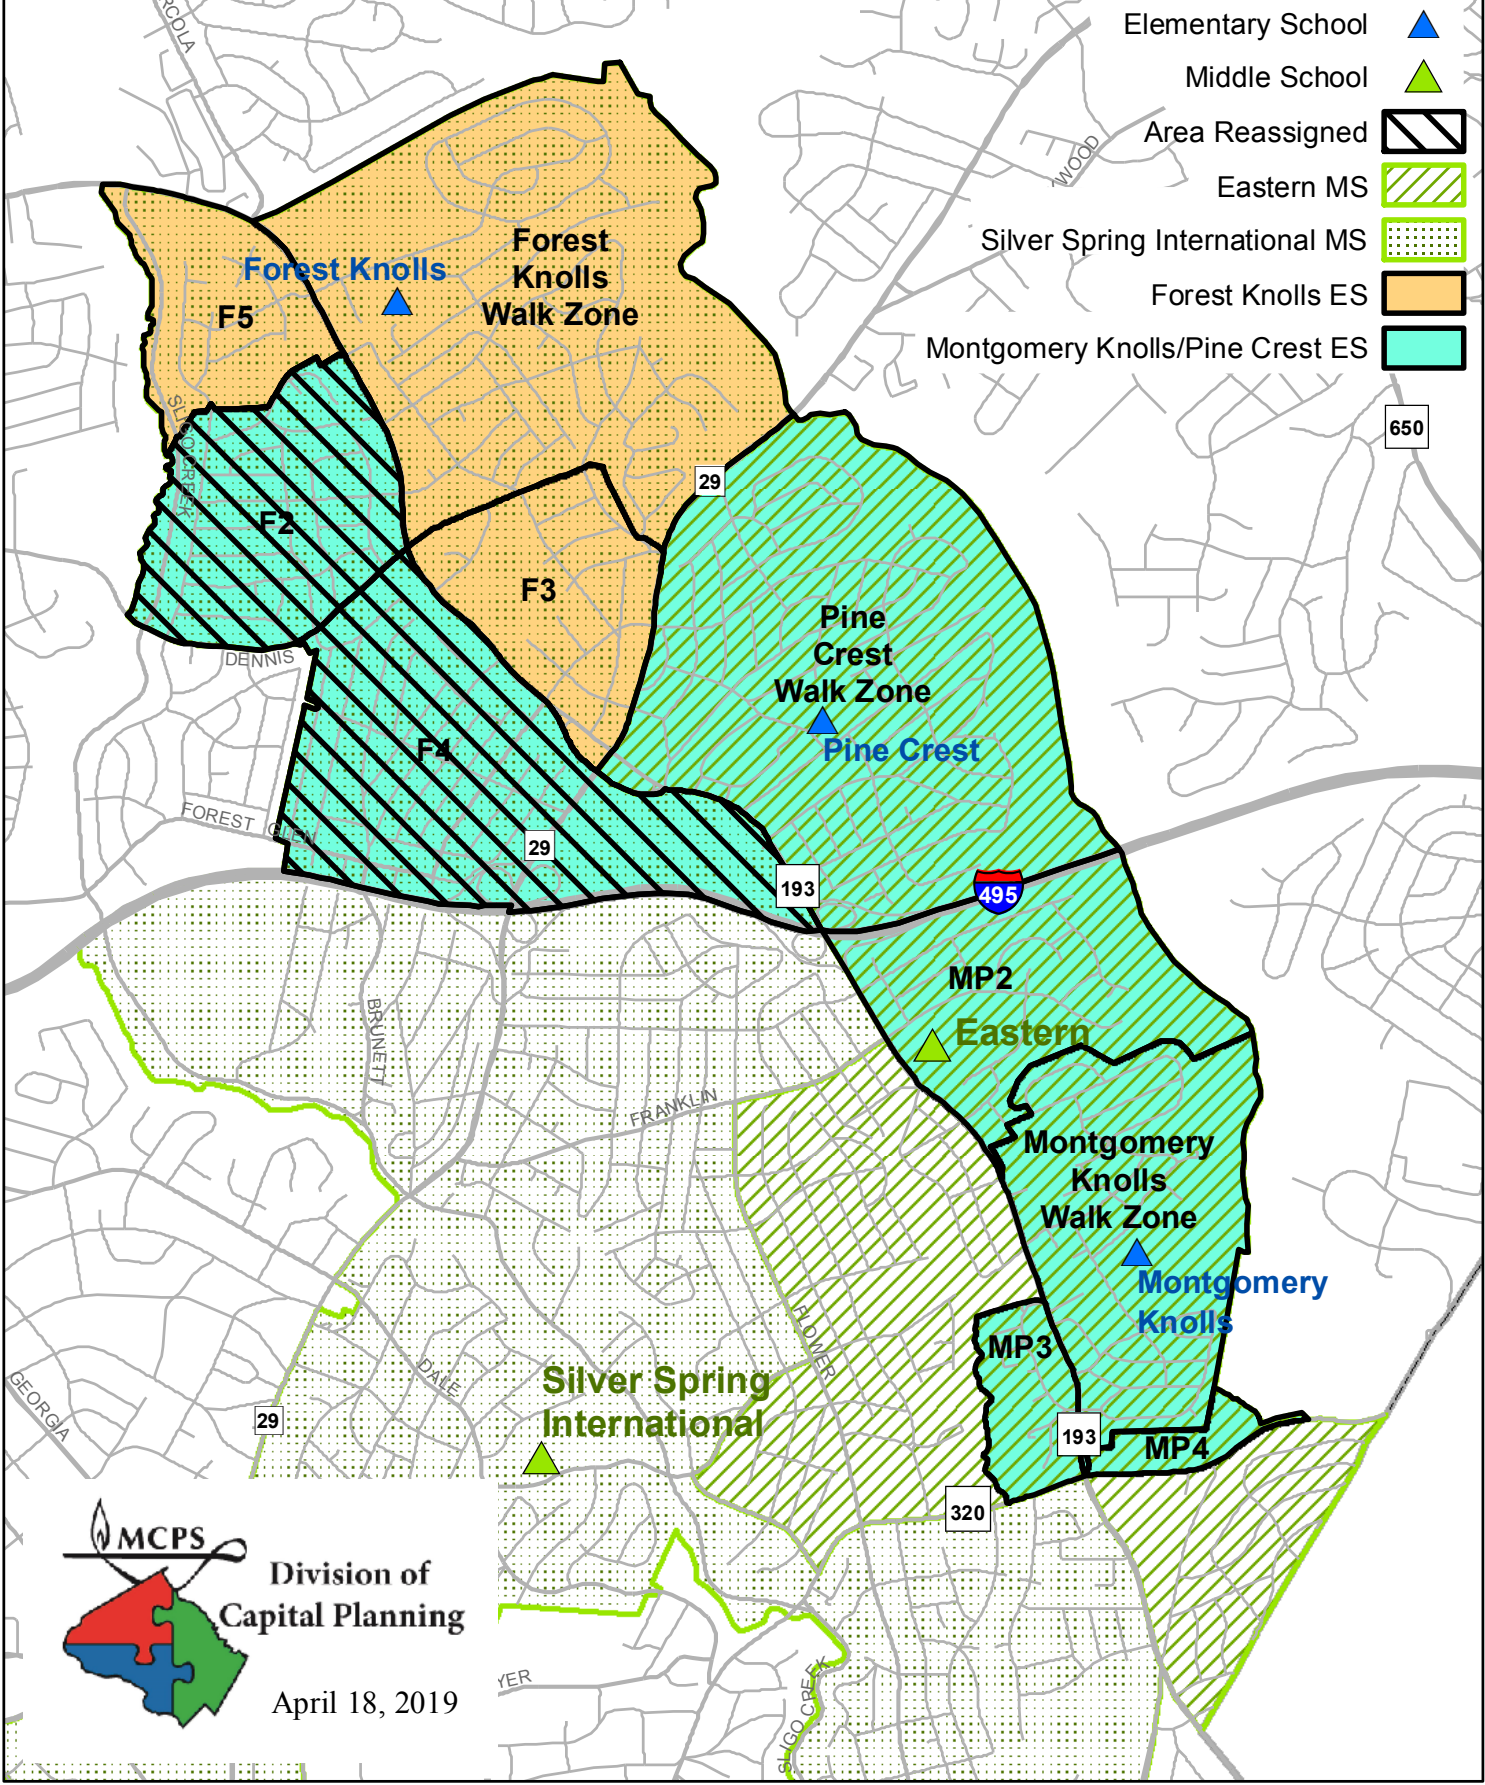 Elementary School
Middle School
Area Reassigned
Eastern MS
Silver Spring International MS
Forest Knolls ES
Montgomery Knolls/Pine Crest ES
RCOLA
WOOD
650
Forest
Knolls
Walk Zone
Forest Knolls
F5
29
SLIGO CREEK
F2
F3
Pine
Crest
Walk Zone
Pine Crest
DENNIS
F4
FOREST GLEN
29
193
495
MP2
Eastern
BRUNETT
FRANKLIN
Montgomery
Knolls
Walk Zone
Montgomery
Knolls
FLOWER
MP3
DALE
GEORGIA
Silver Spring
International
29
193
MP4
320
MCPS
Division of
Capital Planning
April 18, 2019
YER
SLIGO CREEK